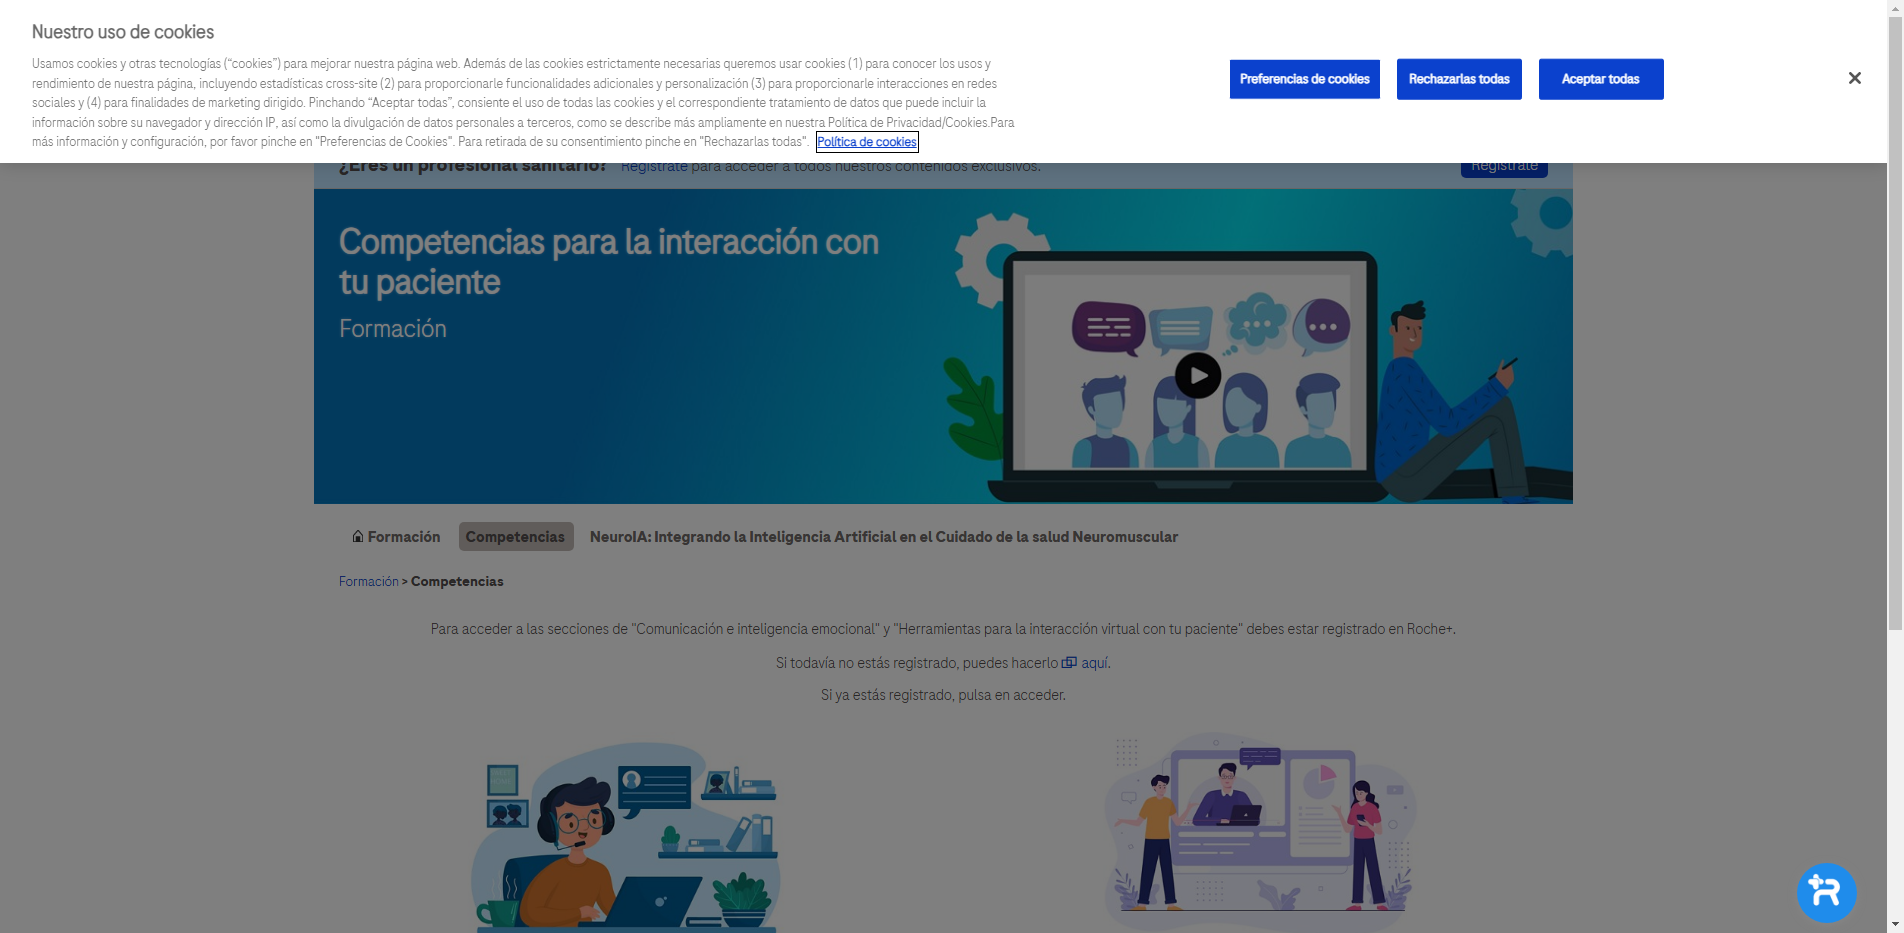 Nuestro uso de cookies
Usamos cookies y otras tecnologías (“cookies”) para mejorar nuestra página web. Además de las cookies estrictamente necesarias queremos usar cookies (1) para conocer los usos y
rendimiento de nuestra página, incluyendo estadísticas cross-site (2) para proporcionarle funcionalidades adicionales y personalización (3) para proporcionarle interacciones en redes
sociales y (4) para finalidades de marketing dirigido. Pinchando “Aceptar todas”, consiente el uso de todas las cookies y el correspondiente tratamiento de datos que puede incluir la
información sobre su navegador y dirección IP, así como la divulgación de datos personales a terceros, como se describe más ampliamente en nuestra Política de Privacidad/Cookies.Para
más información y configuración, por favor pinche en "Preferencias de Cookies". Para retirada de su consentimiento pinche en "Rechazarlas todas". Política de cookies
Preferencias de cookies
Rechazarlas todas
Aceptar todas
¿Eres un profesional sanitario? Regístrate para acceder a todos nuestros contenidos exclusivos.
Regístrate
Competencias para la interacción con
tu paciente
Formación
Formación
Competencias
NeuroIA: Integrando la Inteligencia Artificial en el Cuidado de la salud Neuromuscular
Formación > Competencias
Para acceder a las secciones de "Comunicación e inteligencia emocional" y "Herramientas para la interacción virtual con tu paciente" debes estar registrado en Roche+.
Si todavía no estás registrado, puedes hacerlo aquí.
Si ya estás registrado, pulsa en acceder.